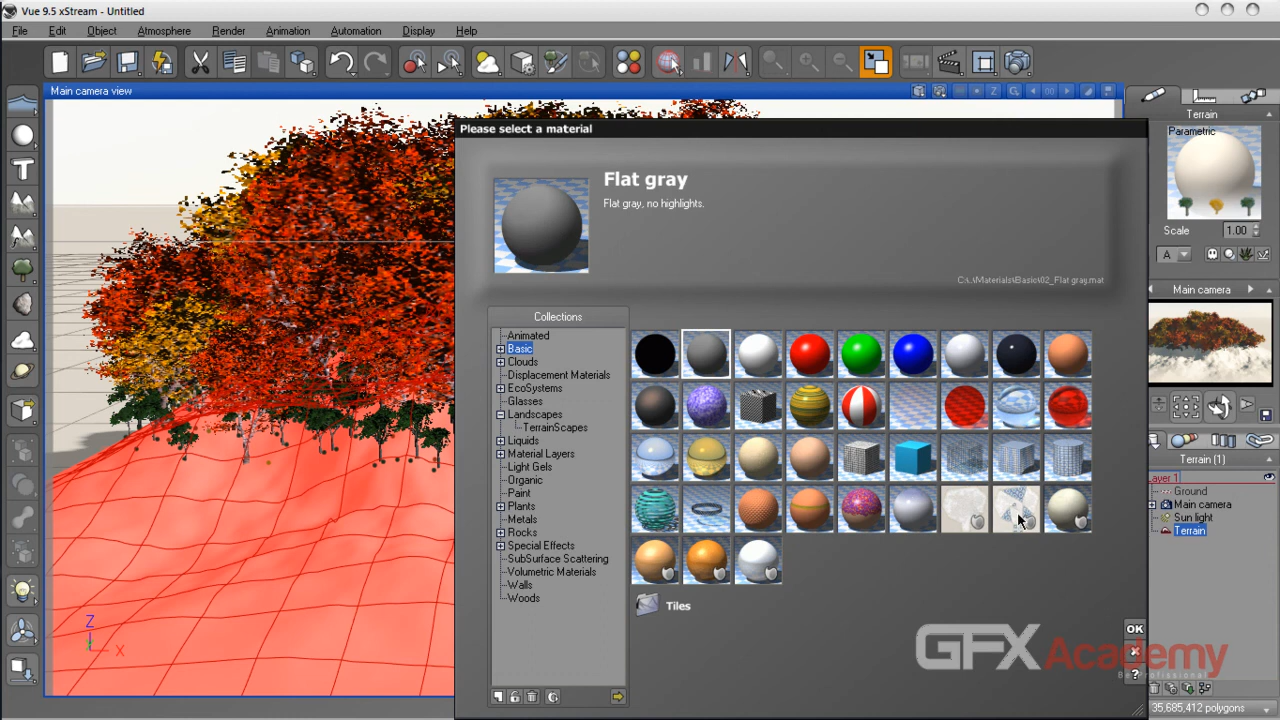 Vue 9.5 xStream - Untitled
File Edit Object Atmosphere Render Animation Automation Display Help
Main camera view
Terrain
Parametric
Scale 1.00
A
Please select a material
Flat gray
Flat gray, no highlights.
C:\..\Materials\Basic\02_Flat gray.mat
Collections
Animated
Basic
Clouds
Displacement Materials
EcoSystems
Glasses
Landscapes
TerrainScapes
Liquids
Material Layers
Light Gels
Organic
Paint
Plants
Metals
Rocks
Special Effects
SubSurface Scattering
Volumetric Materials
Walls
Woods
Tiles
OK
?
Main camera
Terrain (1)
Layer 1
Ground
Main camera
Sun light
Terrain
GFXAcademy
Z
X
35,685,412 polygons